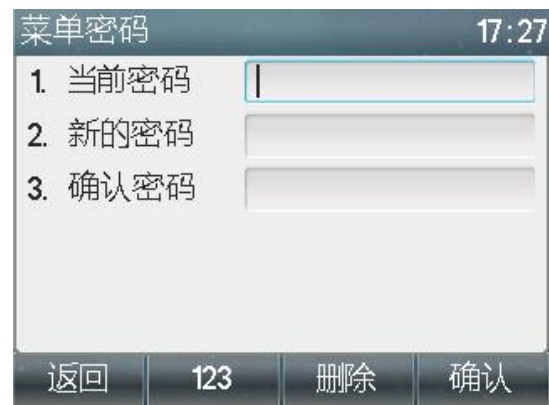 菜单密码 17:27
1. 当前密码
2. 新的密码
3. 确认密码
返回 123 删除 确认